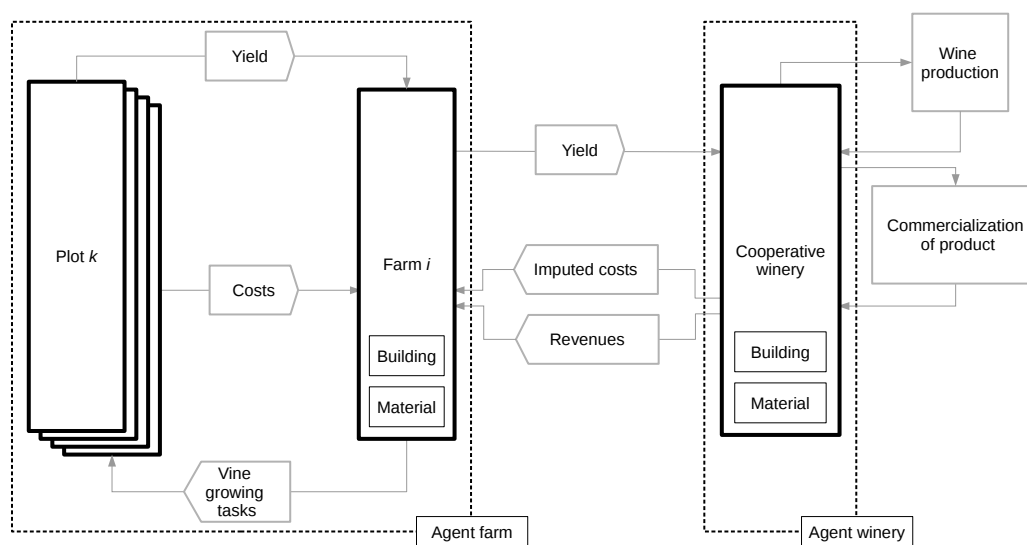 Yield
Wine
production
Yield
Plot k
Farm i
Cooperative
winery
Commercialization
of product
Costs
Imputed costs
Revenues
Building
Material
Building
Material
Vine
growing
tasks
Agent farm
Agent winery